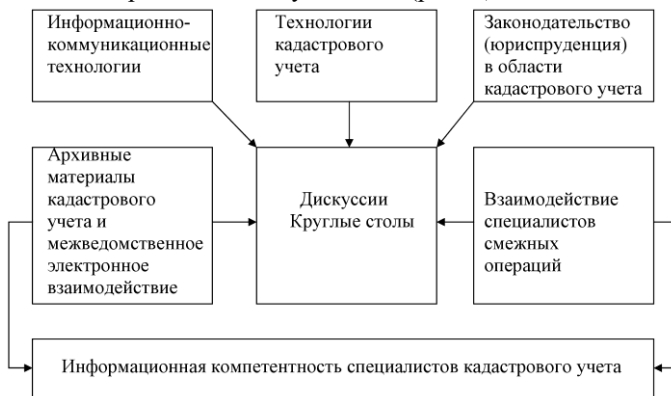 Информационно-
коммуникационные
технологии
Технологии
кадастрового
учета
Законодательство
(юриспруденция)
в области
кадастрового учета
Архивные
материалы
кадастрового
учета и
межведомственное
электронное
взаимодействие
Дискуссии
Круглые столы
Взаимодействие
специалистов
смежных
операций
Информационная компетентность специалистов кадастрового учета